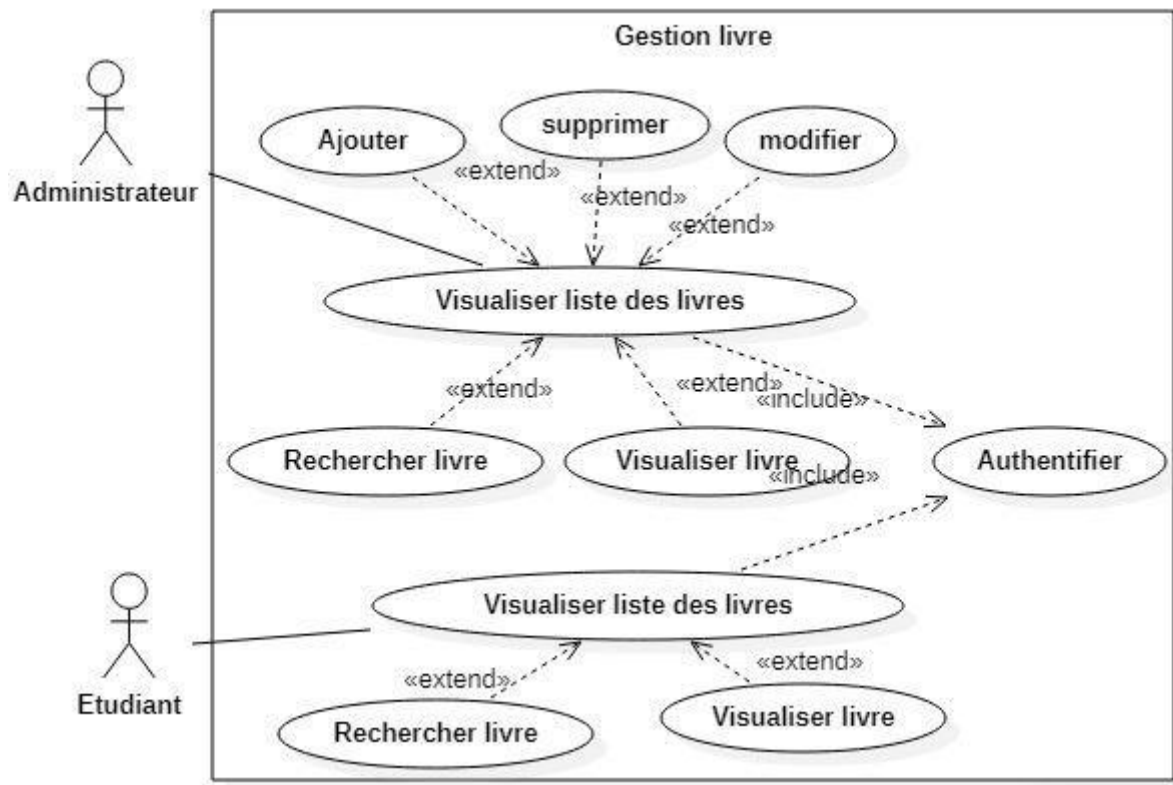 Gestion livre
Ajouter
supprimer
modifier
«extend»
«extend»
«extend»
Administrateur
Visualiser liste des livres
«extend»
«extend»
«include»
Rechercher livre
Visualiser livre
Authentifier
«include»
Visualiser liste des livres
Etudiant
«extend»
«extend»
Rechercher livre
Visualiser livre